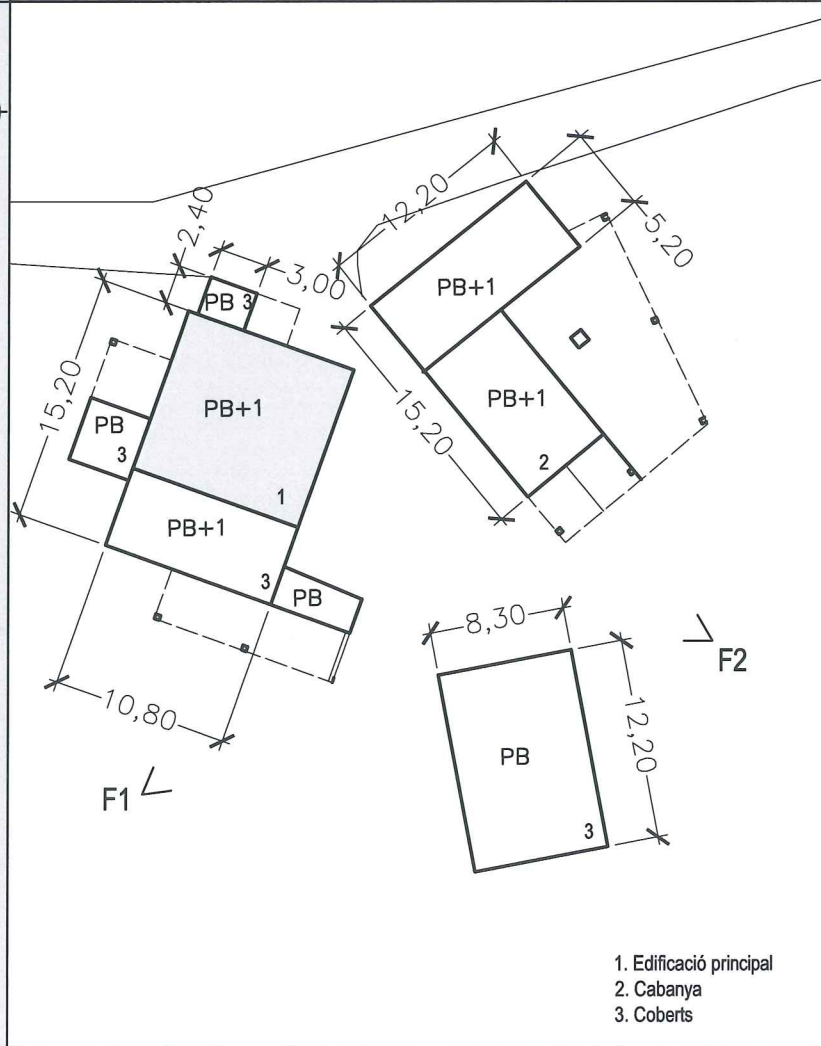 12,20
5,20
2,40
3,00
PB 3
PB+1
15,20
PB+1
15,20
PB
3
PB+1
1
2
PB+1
3
PB
8,30
F2
10,80
12,20
PB
F1
3
1. Edificació principal
2. Cabanya
3. Coberts